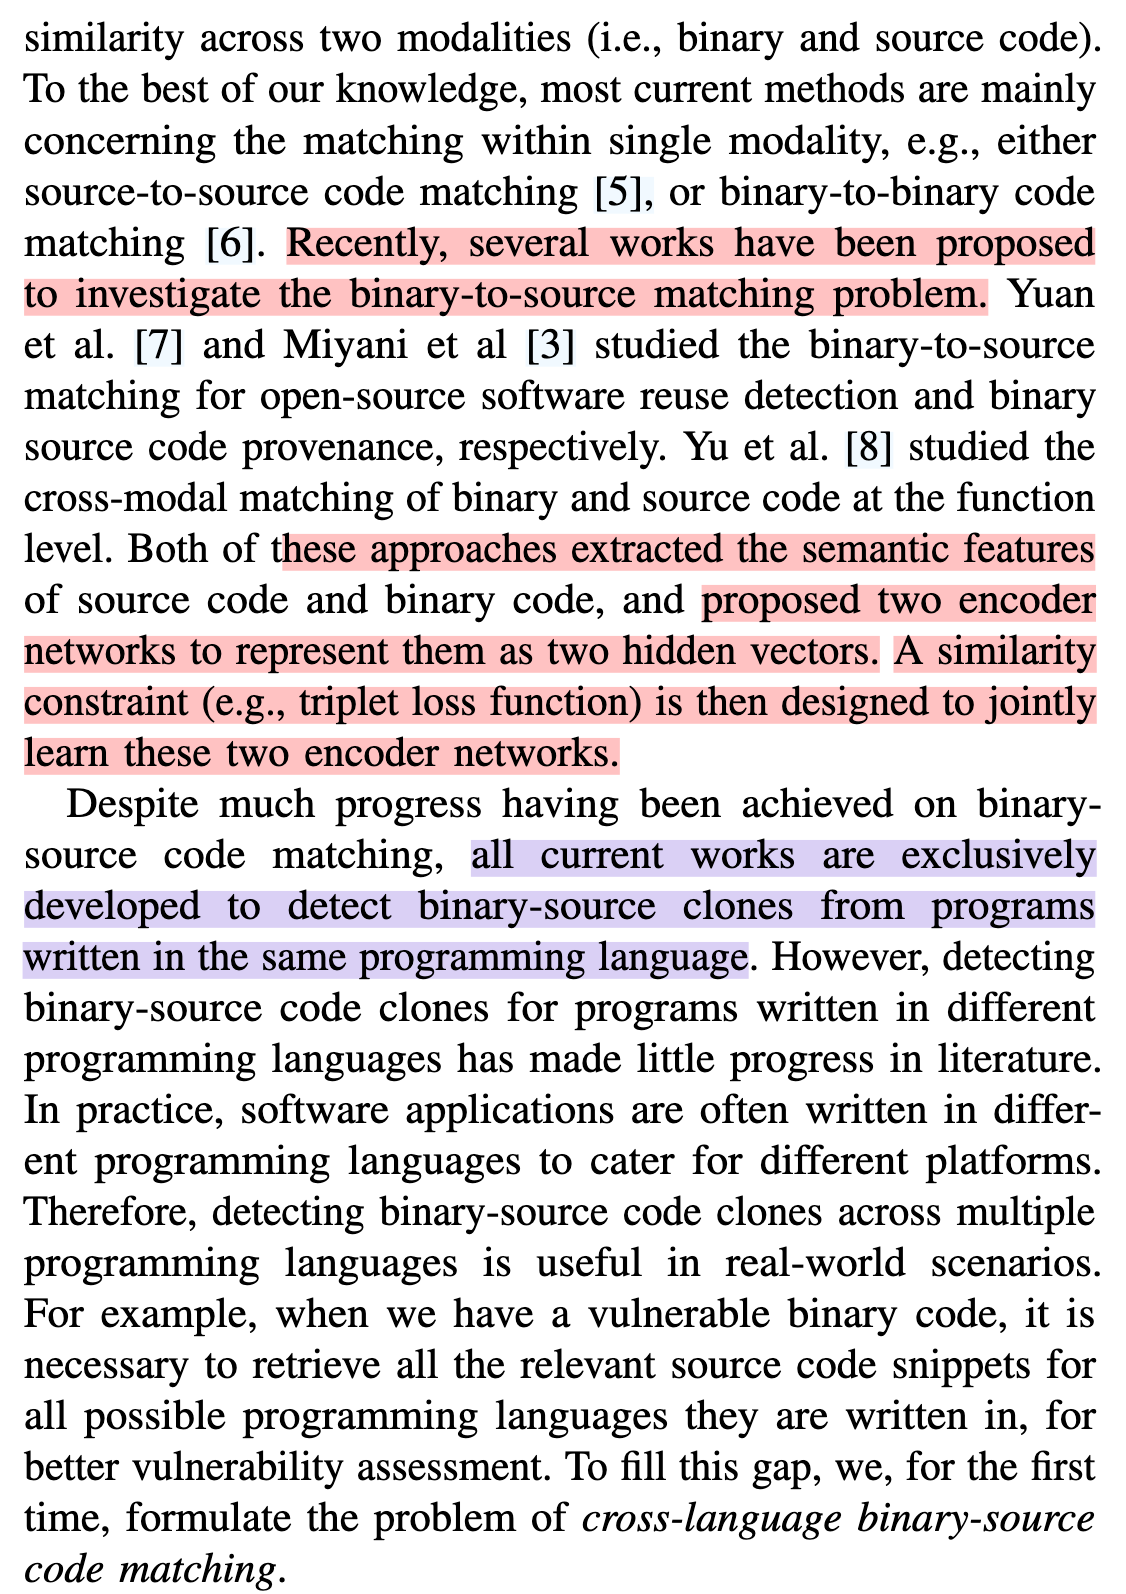 similarity across two modalities (i.e., binary and source code).
To the best of our knowledge, most current methods are mainly
concerning the matching within single modality, e.g., either
source-to-source code matching [5], or binary-to-binary code
matching [6]. Recently, several works have been proposed
to investigate the binary-to-source matching problem. Yuan
et al. [7] and Miyani et al [3] studied the binary-to-source
matching for open-source software reuse detection and binary
source code provenance, respectively. Yu et al. [8] studied the
cross-modal matching of binary and source code at the function
level. Both of these approaches extracted the semantic features
of source code and binary code, and proposed two encoder
networks to represent them as two hidden vectors. A similarity
constraint (e.g., triplet loss function) is then designed to jointly
learn these two encoder networks.
Despite much progress having been achieved on binary-
source code matching, all current works are exclusively
developed to detect binary-source clones from programs
written in the same programming language. However, detecting
binary-source code clones for programs written in different
programming languages has made little progress in literature.
In practice, software applications are often written in differ-
ent programming languages to cater for different platforms.
Therefore, detecting binary-source code clones across multiple
programming languages is useful in real-world scenarios.
For example, when we have a vulnerable binary code, it is
necessary to retrieve all the relevant source code snippets for
all possible programming languages they are written in, for
better vulnerability assessment. To fill this gap, we, for the first
time, formulate the problem of cross-language binary-source
code matching.